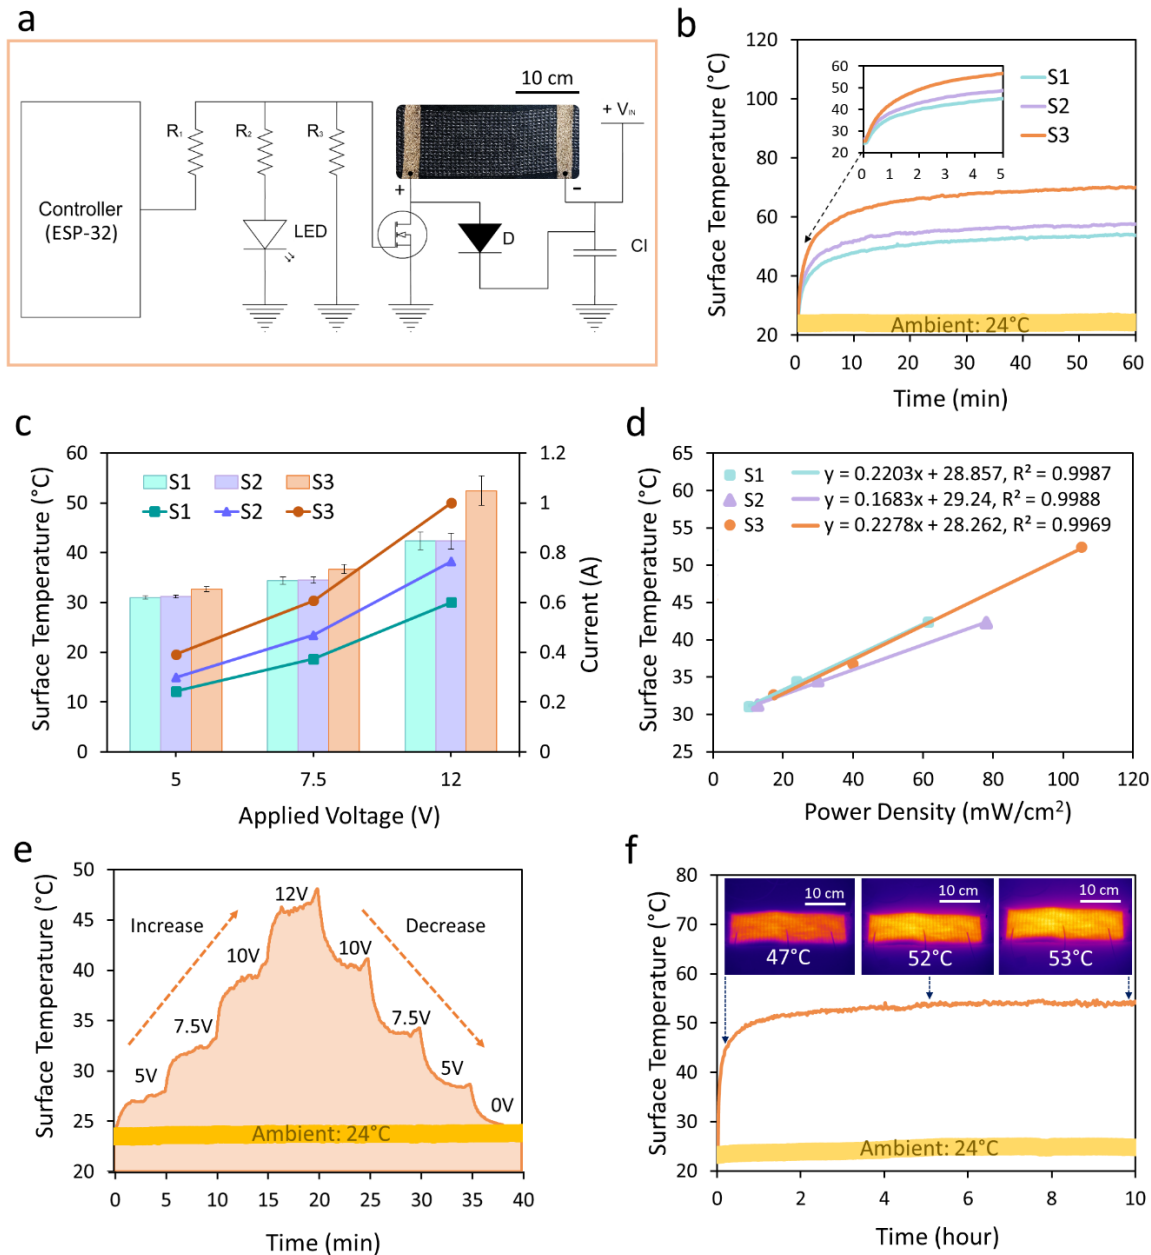 a
10 cm
+ V_IN
R₁
R₂
R₃
Controller
(ESP-32)
LED
+
-
D
CI
b
Surface Temperature (°C)
120
100
80
60
40
20
60
50
40
30
20
0 1 2 3 4 5
S1
S2
S3
Ambient: 24°C
0 10 20 30 40 50 60
Time (min)
c
Surface Temperature (°C)
60
50
40
30
20
10
0
S1 S2 S3
S1 S2 S3
1.2
1
0.8
0.6
0.4
0.2
0
Current (A)
5 7.5 12
Applied Voltage (V)
d
Surface Temperature (°C)
65
60
55
50
45
40
35
30
25
S1 y = 0.2203x + 28.857, R² = 0.9987
S2 y = 0.1683x + 29.24, R² = 0.9988
S3 y = 0.2278x + 28.262, R² = 0.9969
0 20 40 60 80 100 120
Power Density (mW/cm²)
e
Surface Temperature (°C)
50
45
40
35
30
25
20
Increase
Decrease
5V
7.5V
10V
12V
10V
7.5V
5V
0V
Ambient: 24°C
0 5 10 15 20 25 30 35 40
Time (min)
f
Surface Temperature (°C)
80
70
60
50
40
30
20
10 cm
47°C
10 cm
52°C
10 cm
53°C
Ambient: 24°C
0 2 4 6 8 10
Time (hour)